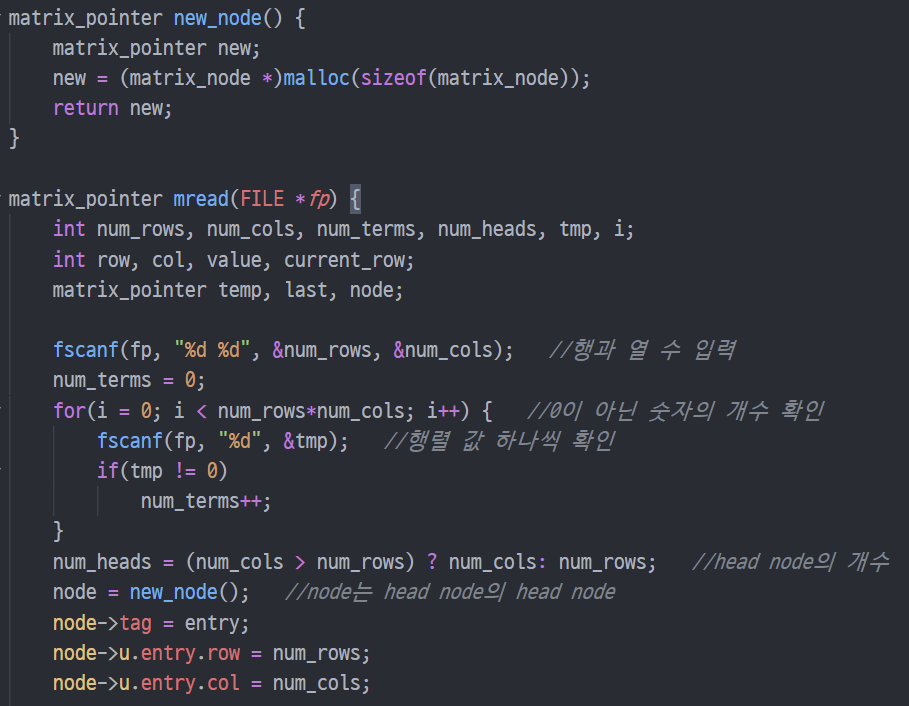 matrix_pointer new_node() {
    matrix_pointer new;
    new = (matrix_node *)malloc(sizeof(matrix_node));
    return new;
}

matrix_pointer mread(FILE *fp) {
    int num_rows, num_cols, num_terms, num_heads, tmp, i;
    int row, col, value, current_row;
    matrix_pointer temp, last, node;

    fscanf(fp, "%d %d", &num_rows, &num_cols);   //행과 열 수 입력
    num_terms = 0;
    for(i = 0; i < num_rows*num_cols; i++) {   //0이 아닌 숫자의 개수 확인
        fscanf(fp, "%d", &tmp);   //행렬 값 하나씩 확인
        if(tmp != 0)
            num_terms++;
    }
    num_heads = (num_cols > num_rows) ? num_cols: num_rows;   //head node의 개수
    node = new_node();   //node는 head node의 head node
    node->tag = entry;
    node->u.entry.row = num_rows;
    node->u.entry.col = num_cols;